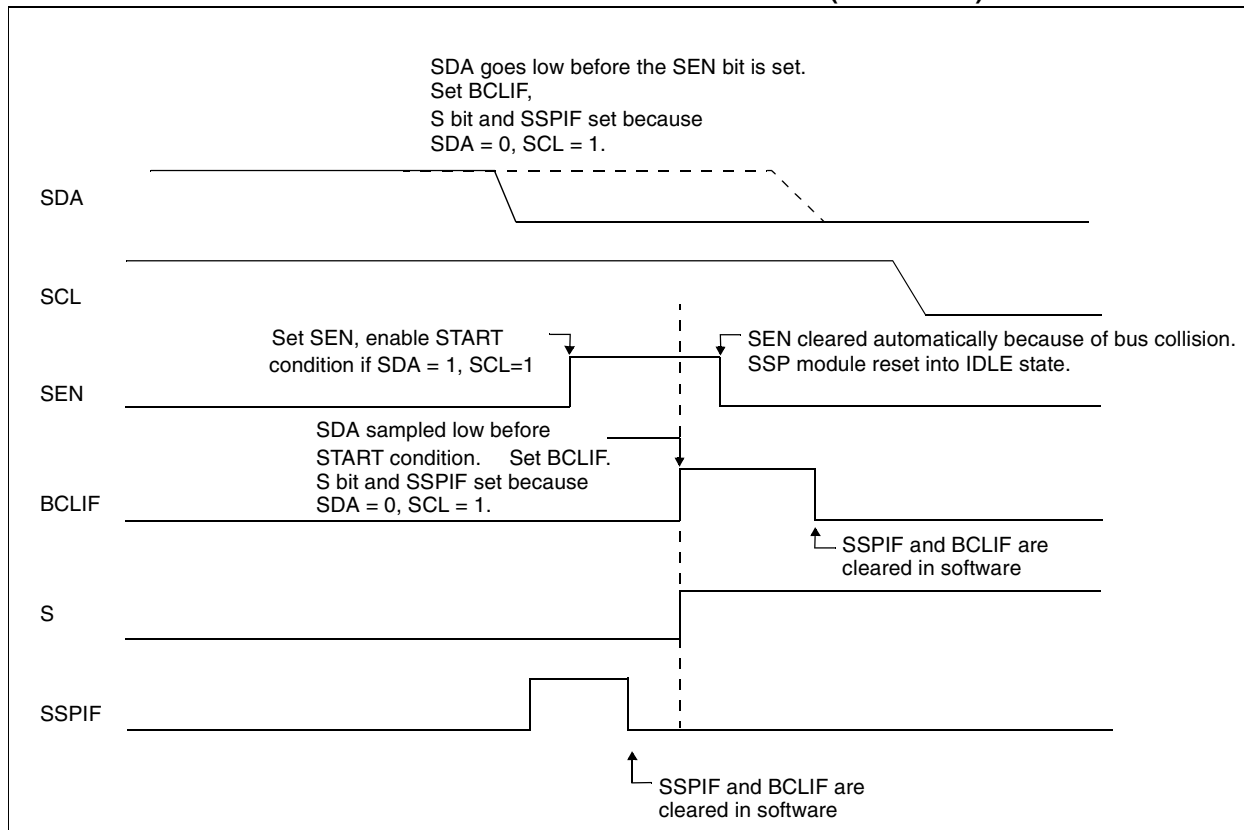 SDA goes low before the SEN bit is set.
Set BCLIF,
S bit and SSPIF set because
SDA = 0, SCL = 1.
SDA
SCL
Set SEN, enable START
condition if SDA = 1, SCL=1
SEN cleared automatically because of bus collision.
SSP module reset into IDLE state.
SEN
SDA sampled low before
START condition. Set BCLIF.
S bit and SSPIF set because
SDA = 0, SCL = 1.
BCLIF
SSPIF and BCLIF are
cleared in software
S
SSPIF
SSPIF and BCLIF are
cleared in software